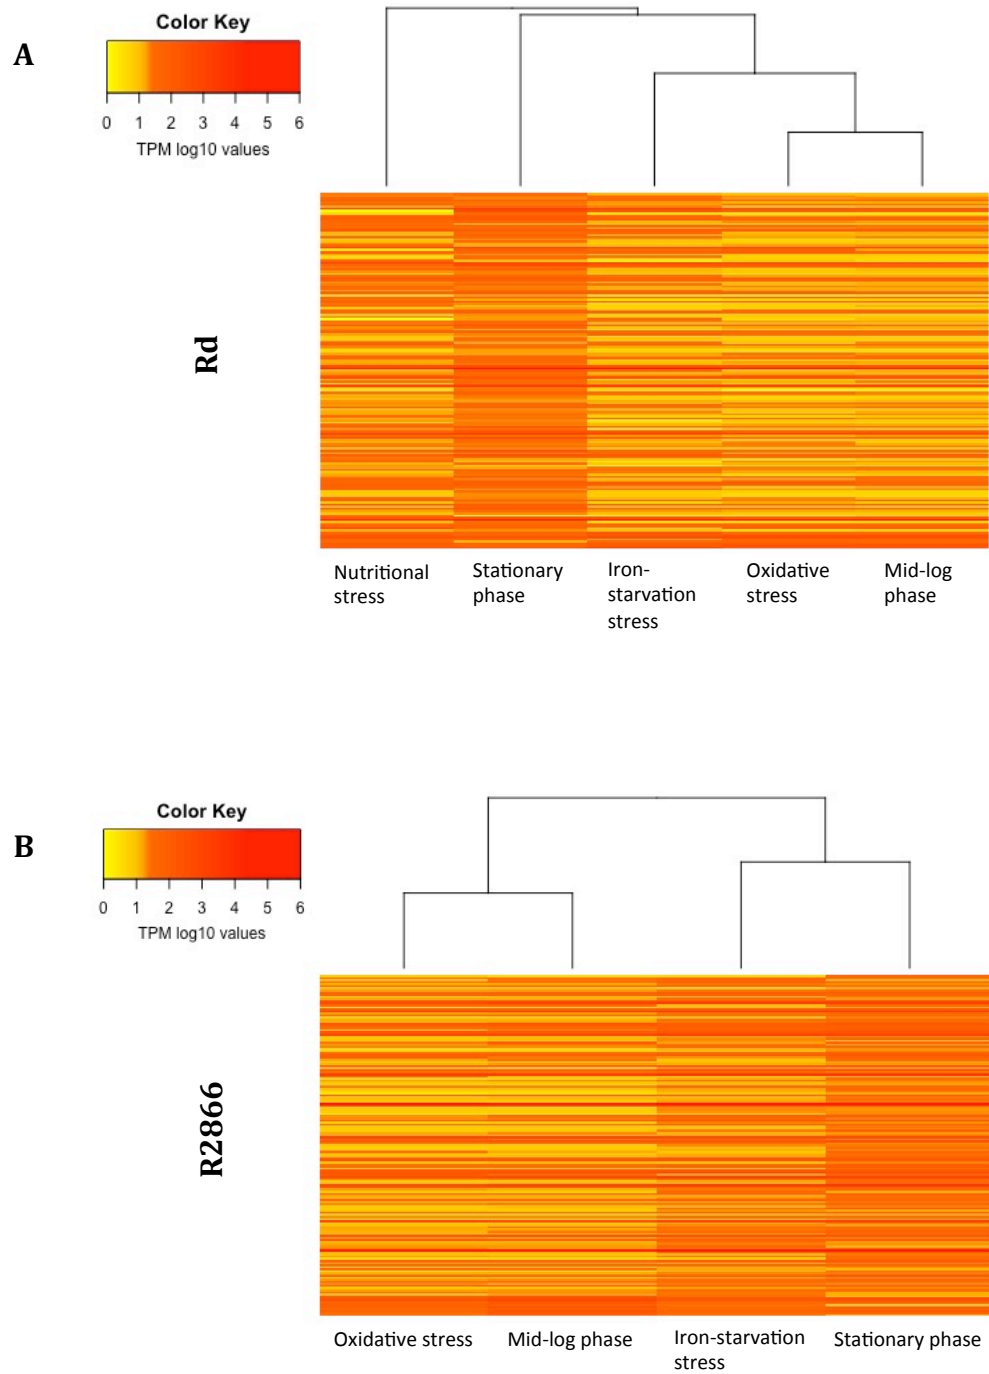 A
Color Key
0 1 2 3 4 5 6
TPM log10 values
Rd
Nutritional
stress
Stationary
phase
Iron-
starvation
stress
Oxidative
stress
Mid-log
phase
B
Color Key
0 1 2 3 4 5 6
TPM log10 values
R2866
Oxidative stress
Mid-log phase
Iron-starvation
stress
Stationary phase